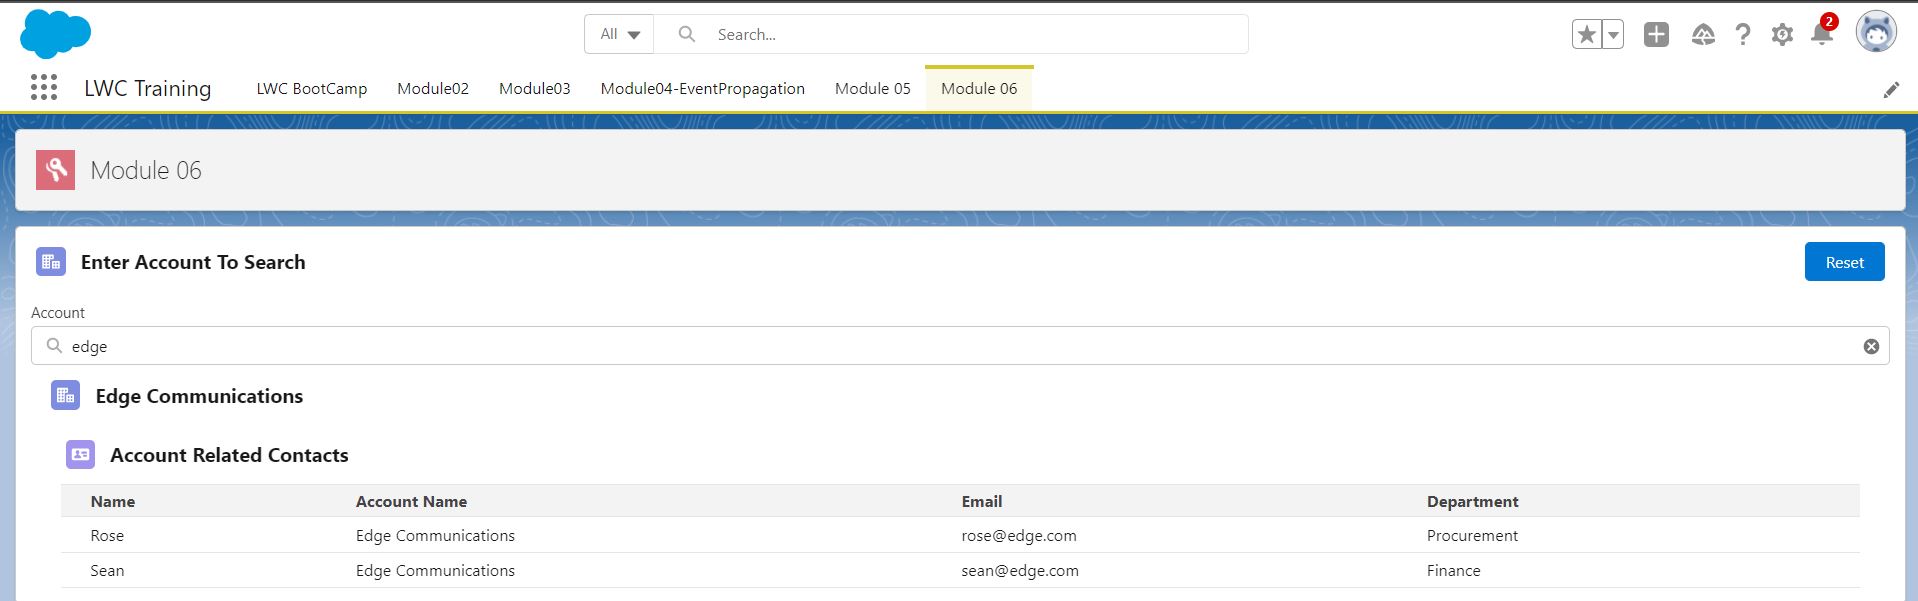 All Search... 2
LWC Training LWC BootCamp Module02 Module03 Module04-EventPropagation Module 05 Module 06
Module 06
Enter Account To Search Reset
Account
edge
Edge Communications
Account Related Contacts
Name Account Name Email Department
Rose Edge Communications rose@edge.com Procurement
Sean Edge Communications sean@edge.com Finance